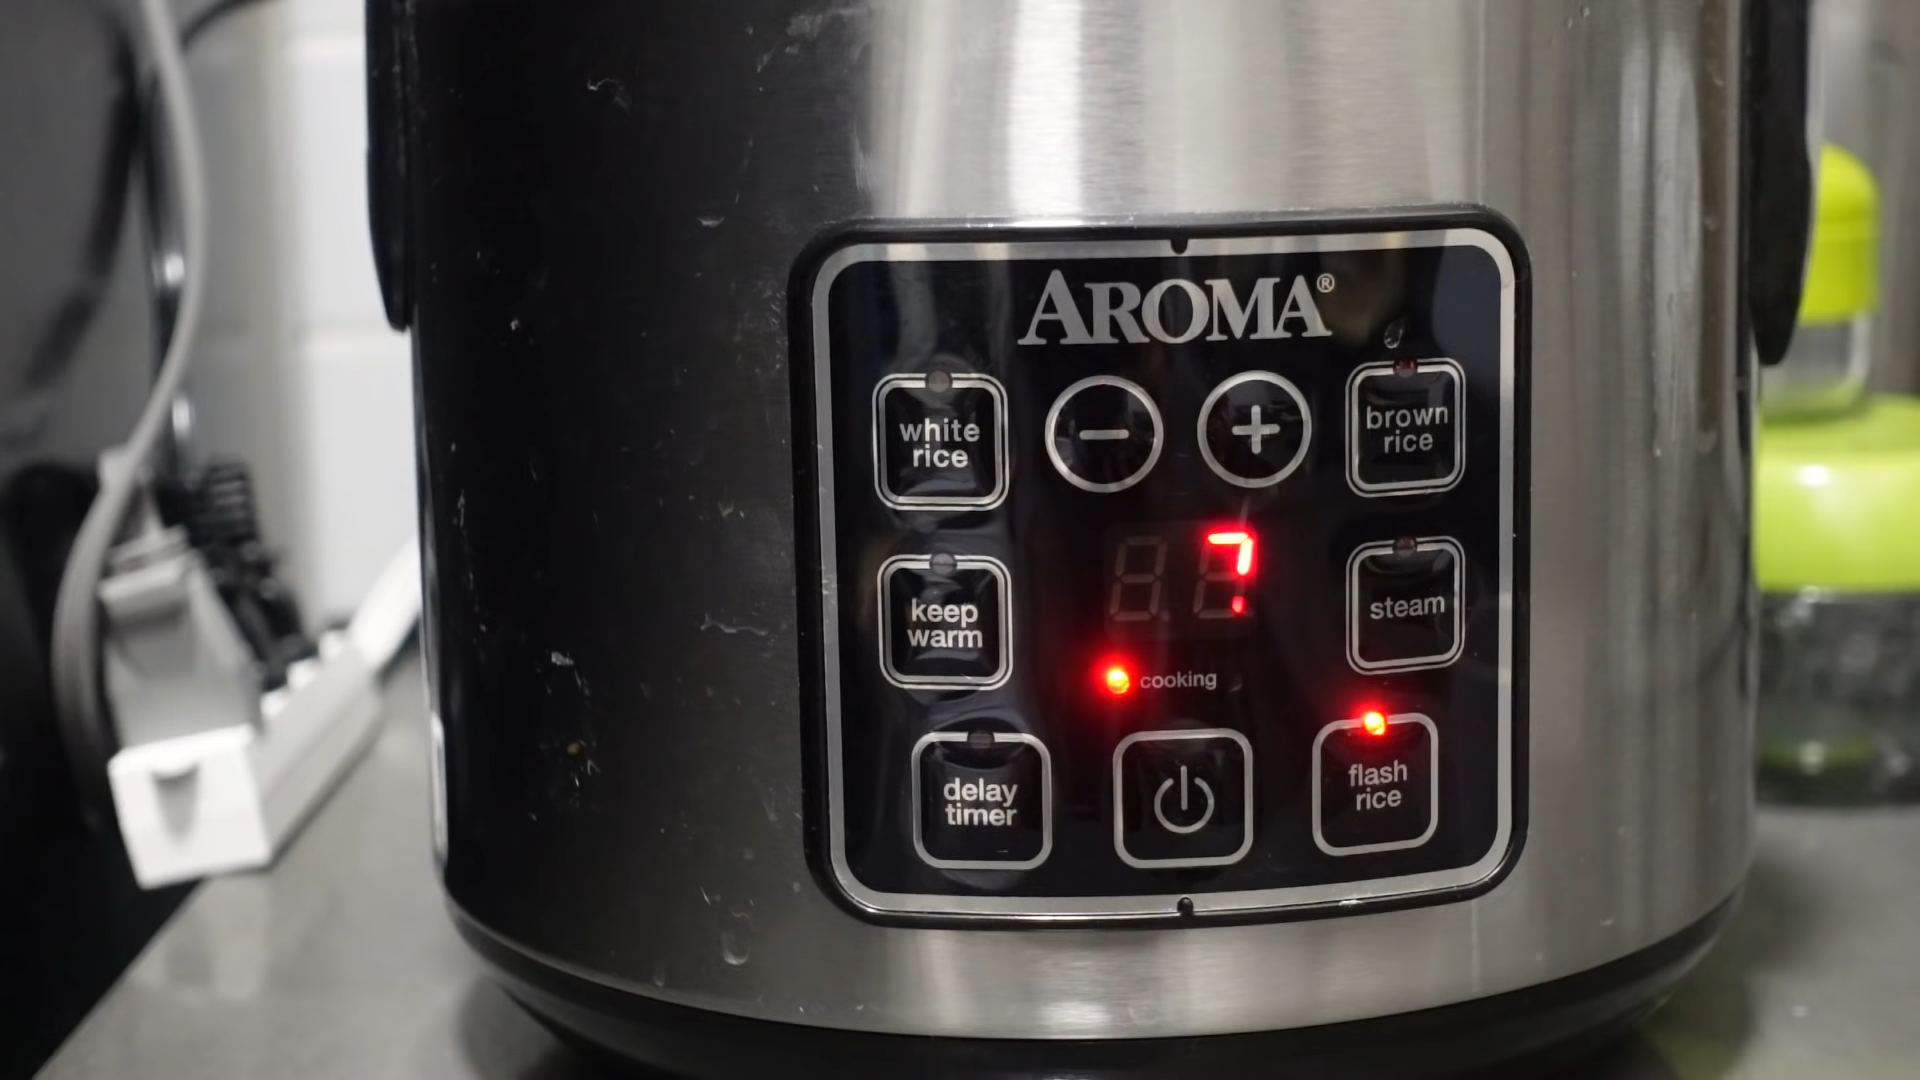 AROMA®
white
rice
−
+
brown
rice
7
keep
warm
steam
cooking
delay
timer
flash
rice